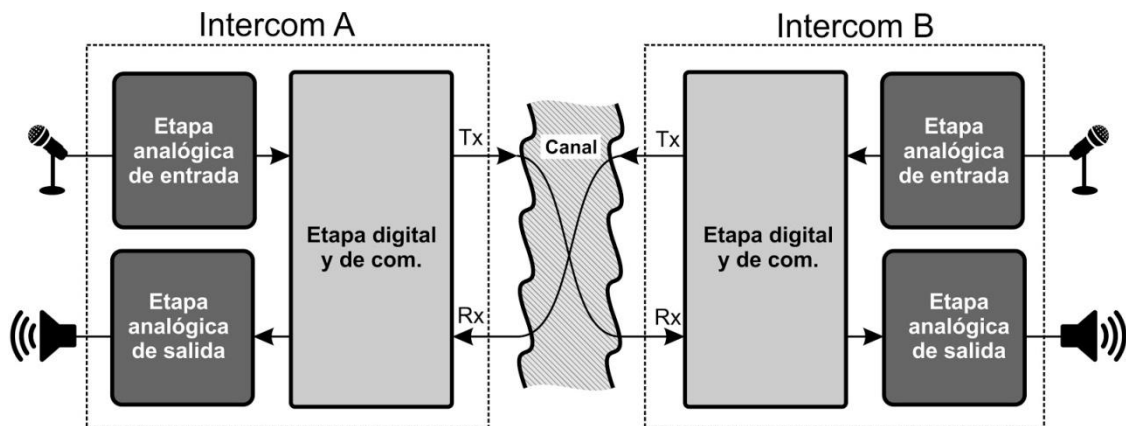 Intercom A
Etapa
analógica
de entrada
Etapa
analógica
de salida
Etapa digital
y de com.
Tx
Rx
Canal
Intercom B
Tx
Rx
Etapa digital
y de com.
Etapa
analógica
de entrada
Etapa
analógica
de salida